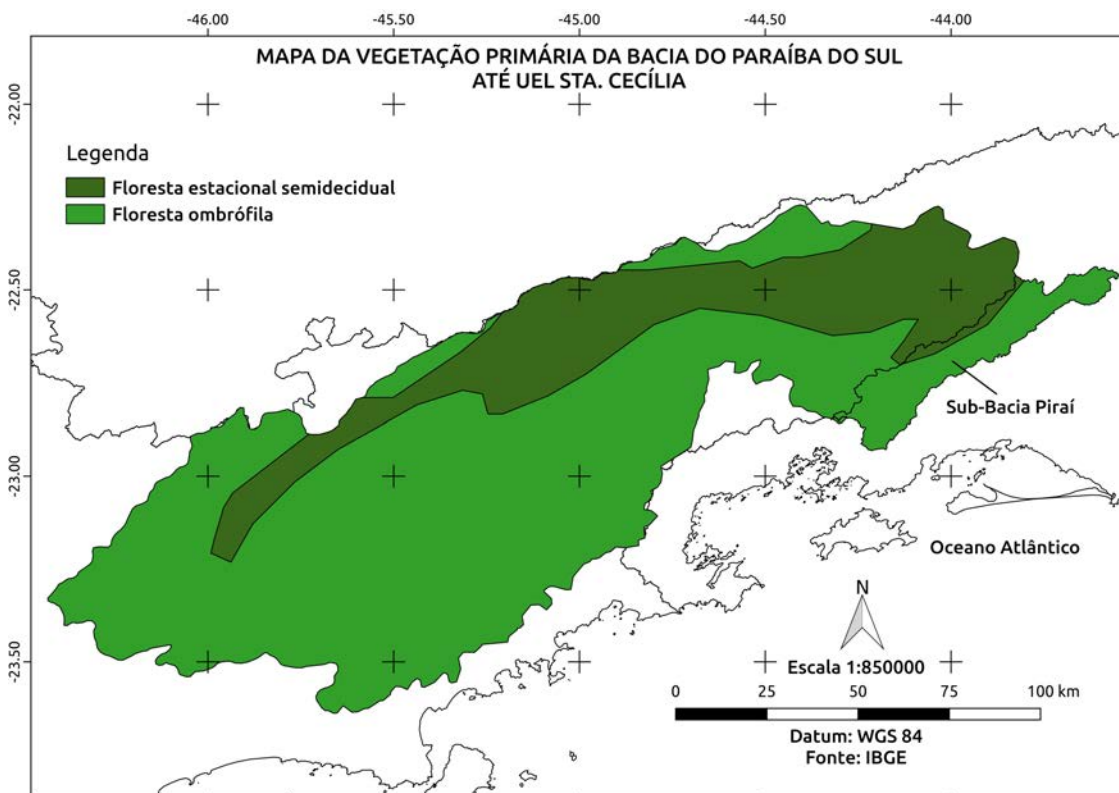 -46.00 -45.50 -45.00 -44.50 -44.00
MAPA DA VEGETAÇÃO PRIMÁRIA DA BACIA DO PARAÍBA DO SUL
ATÉ UEL STA. CECÍLIA
-22.00
Legenda
Floresta estacional semidecidual
Floresta ombrófila
-22.50
Sub-Bacia Piraí
-23.00
Oceano Atlântico
N
-23.50
Escala 1:850000
0 25 50 75 100 km
Datum: WGS 84
Fonte: IBGE